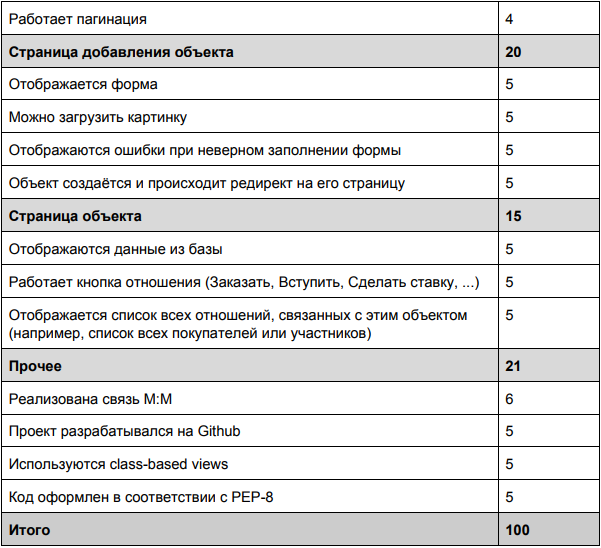 Работает пагинация 4
Страница добавления объекта 20
Отображается форма 5
Можно загрузить картинку 5
Отображаются ошибки при неверном заполнении формы 5
Объект создаётся и происходит редирект на его страницу 5
Страница объекта 15
Отображаются данные из базы 5
Работает кнопка отношения (Заказать, Вступить, Сделать ставку, ...) 5
Отображается список всех отношений, связанных с этим объектом 5
(например, список всех покупателей или участников)
Прочее 21
Реализована связь М:М 6
Проект разрабатывался на Github 5
Используются class-based views 5
Код оформлен в соответствии с PEP-8 5
Итого 100